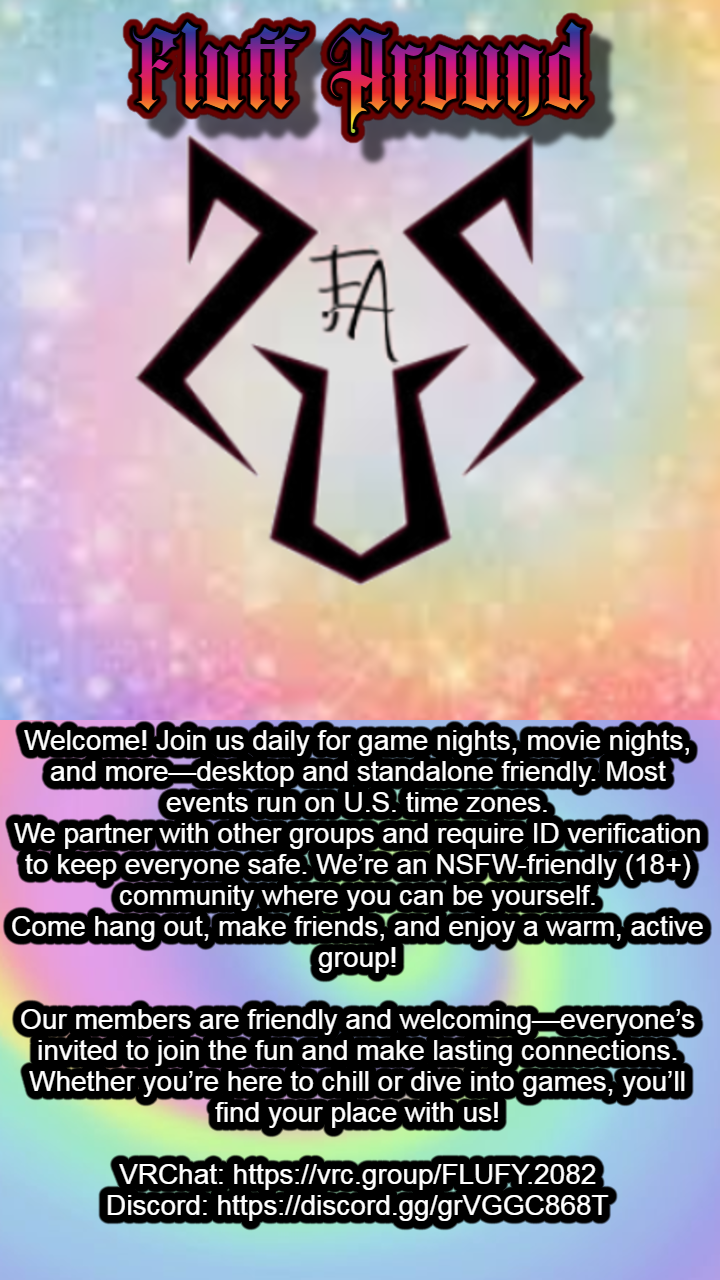 Fluff Around
FA
Welcome! Join us daily for game nights, movie nights,
and more—desktop and standalone friendly. Most
events run on U.S. time zones.
We partner with other groups and require ID verification
to keep everyone safe. We’re an NSFW-friendly (18+)
community where you can be yourself.
Come hang out, make friends, and enjoy a warm, active
group!
Our members are friendly and welcoming—everyone’s
invited to join the fun and make lasting connections.
Whether you’re here to chill or dive into games, you’ll
find your place with us!
VRChat: https://vrc.group/FLUFY.2082
Discord: https://discord.gg/grVGGC868T